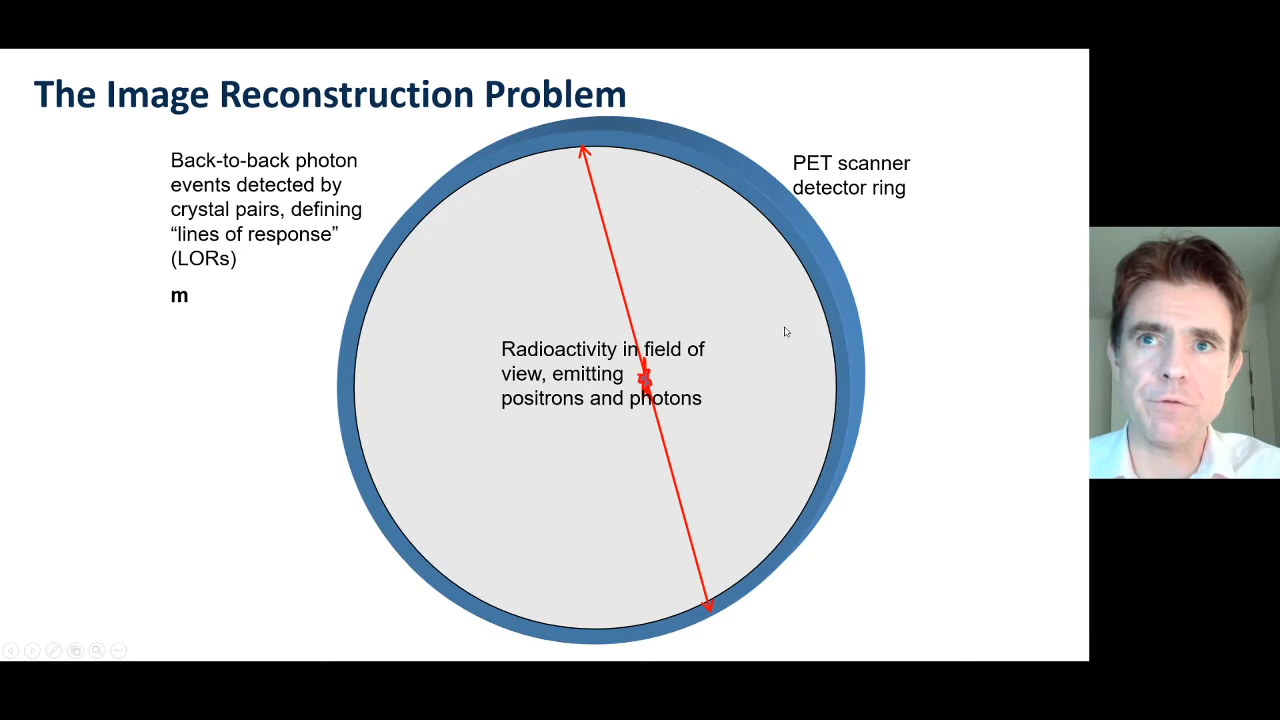 The Image Reconstruction Problem
Back-to-back photon
events detected by
crystal pairs, defining
“lines of response”
(LORs)
m
PET scanner
detector ring
Radioactivity in field of
view, emitting
positrons and photons